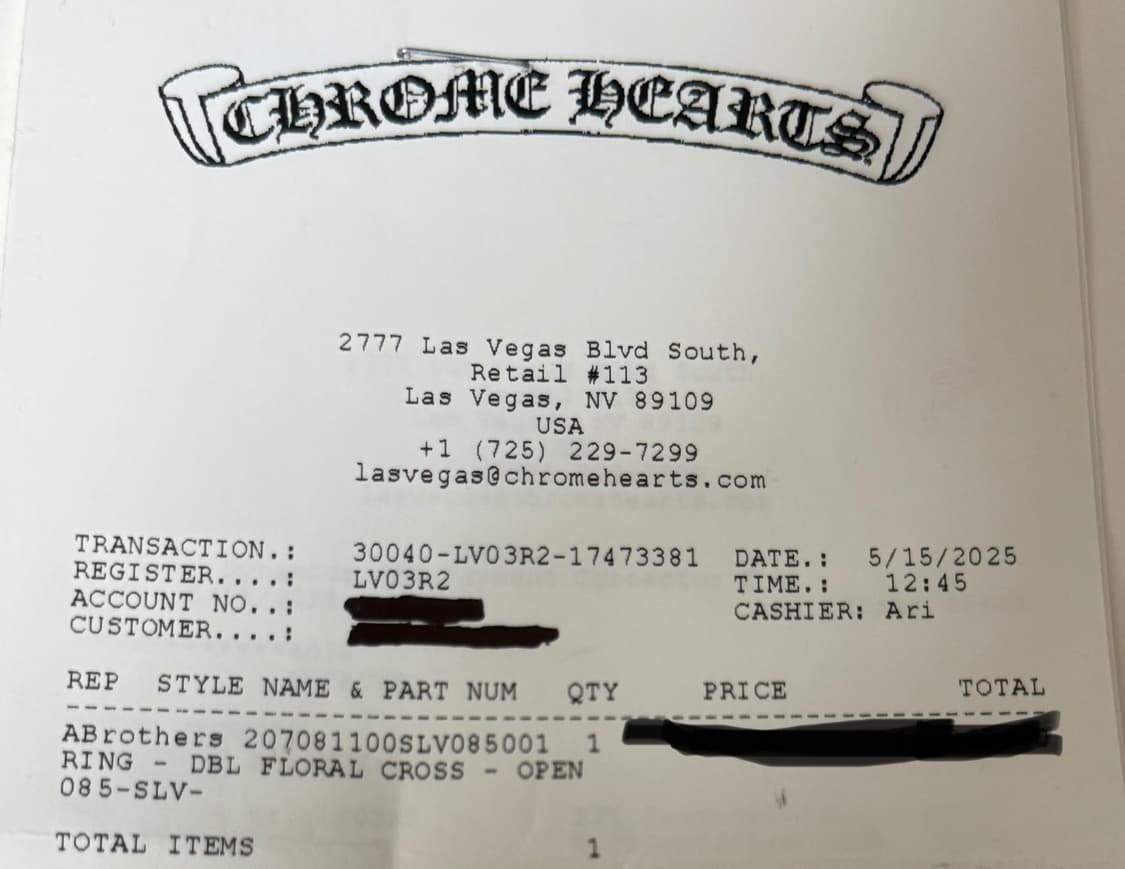 CHROME HEARTS
2777 Las Vegas Blvd South,
Retail #113
Las Vegas, NV 89109
USA
+1 (725) 229-7299
lasvegas@chromehearts.com
TRANSACTION.: 30040-LV03R2-17473381 DATE.: 5/15/2025
REGISTER....: LV03R2 TIME.: 12:45
ACCOUNT NO..: CASHIER: Ari
CUSTOMER....:
REP STYLE NAME & PART NUM QTY PRICE TOTAL
ABrothers 207081100SLV085001 1
RING - DBL FLORAL CROSS - OPEN
085-SLV-
TOTAL ITEMS 1